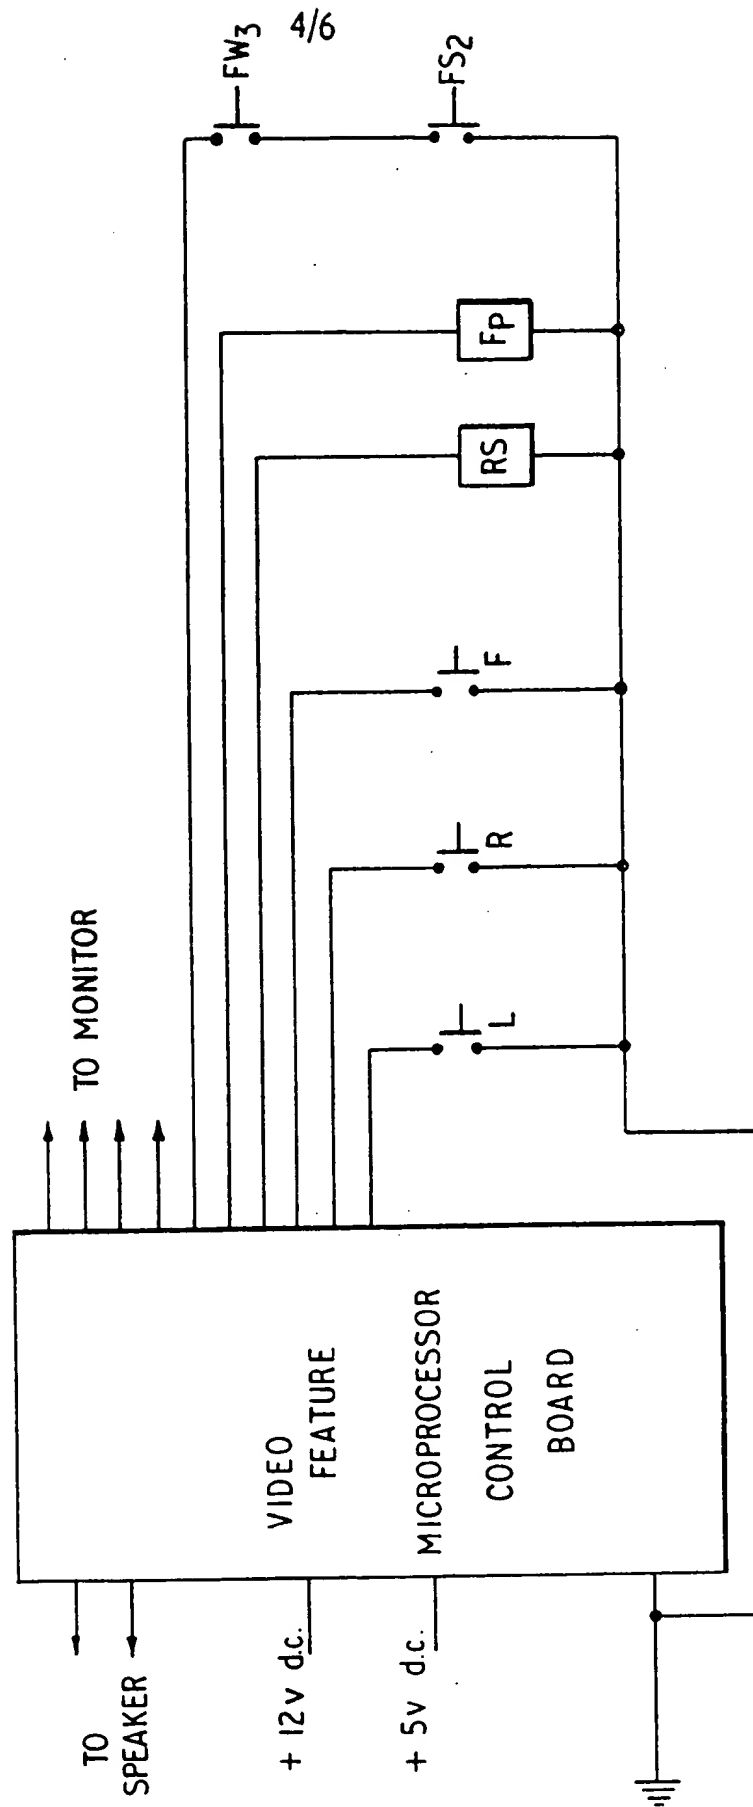 4/6
TO MONITOR
FW3
FS2
FP
RS
F
R
L
VIDEO
FEATURE
MICROPROCESSOR
CONTROL
BOARD
TO
SPEAKER
+ 12v d.c.
+ 5v d.c.